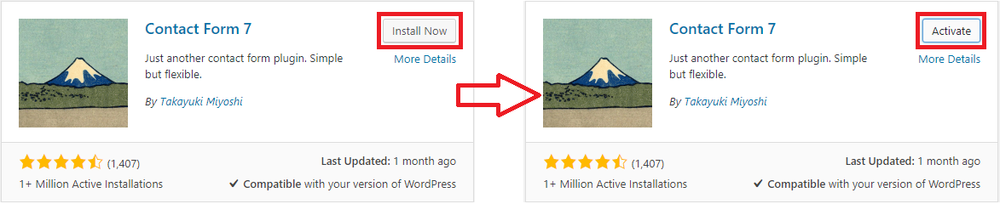 Contact Form 7
Install Now
Just another contact form plugin. Simple
but flexible.
More Details
By Takayuki Miyoshi
(1,407)
Last Updated: 1 month ago
1+ Million Active Installations
Compatible with your version of WordPress
Contact Form 7
Activate
Just another contact form plugin. Simple
but flexible.
More Details
By Takayuki Miyoshi
(1,407)
Last Updated: 1 month ago
1+ Million Active Installations
Compatible with your version of WordPress